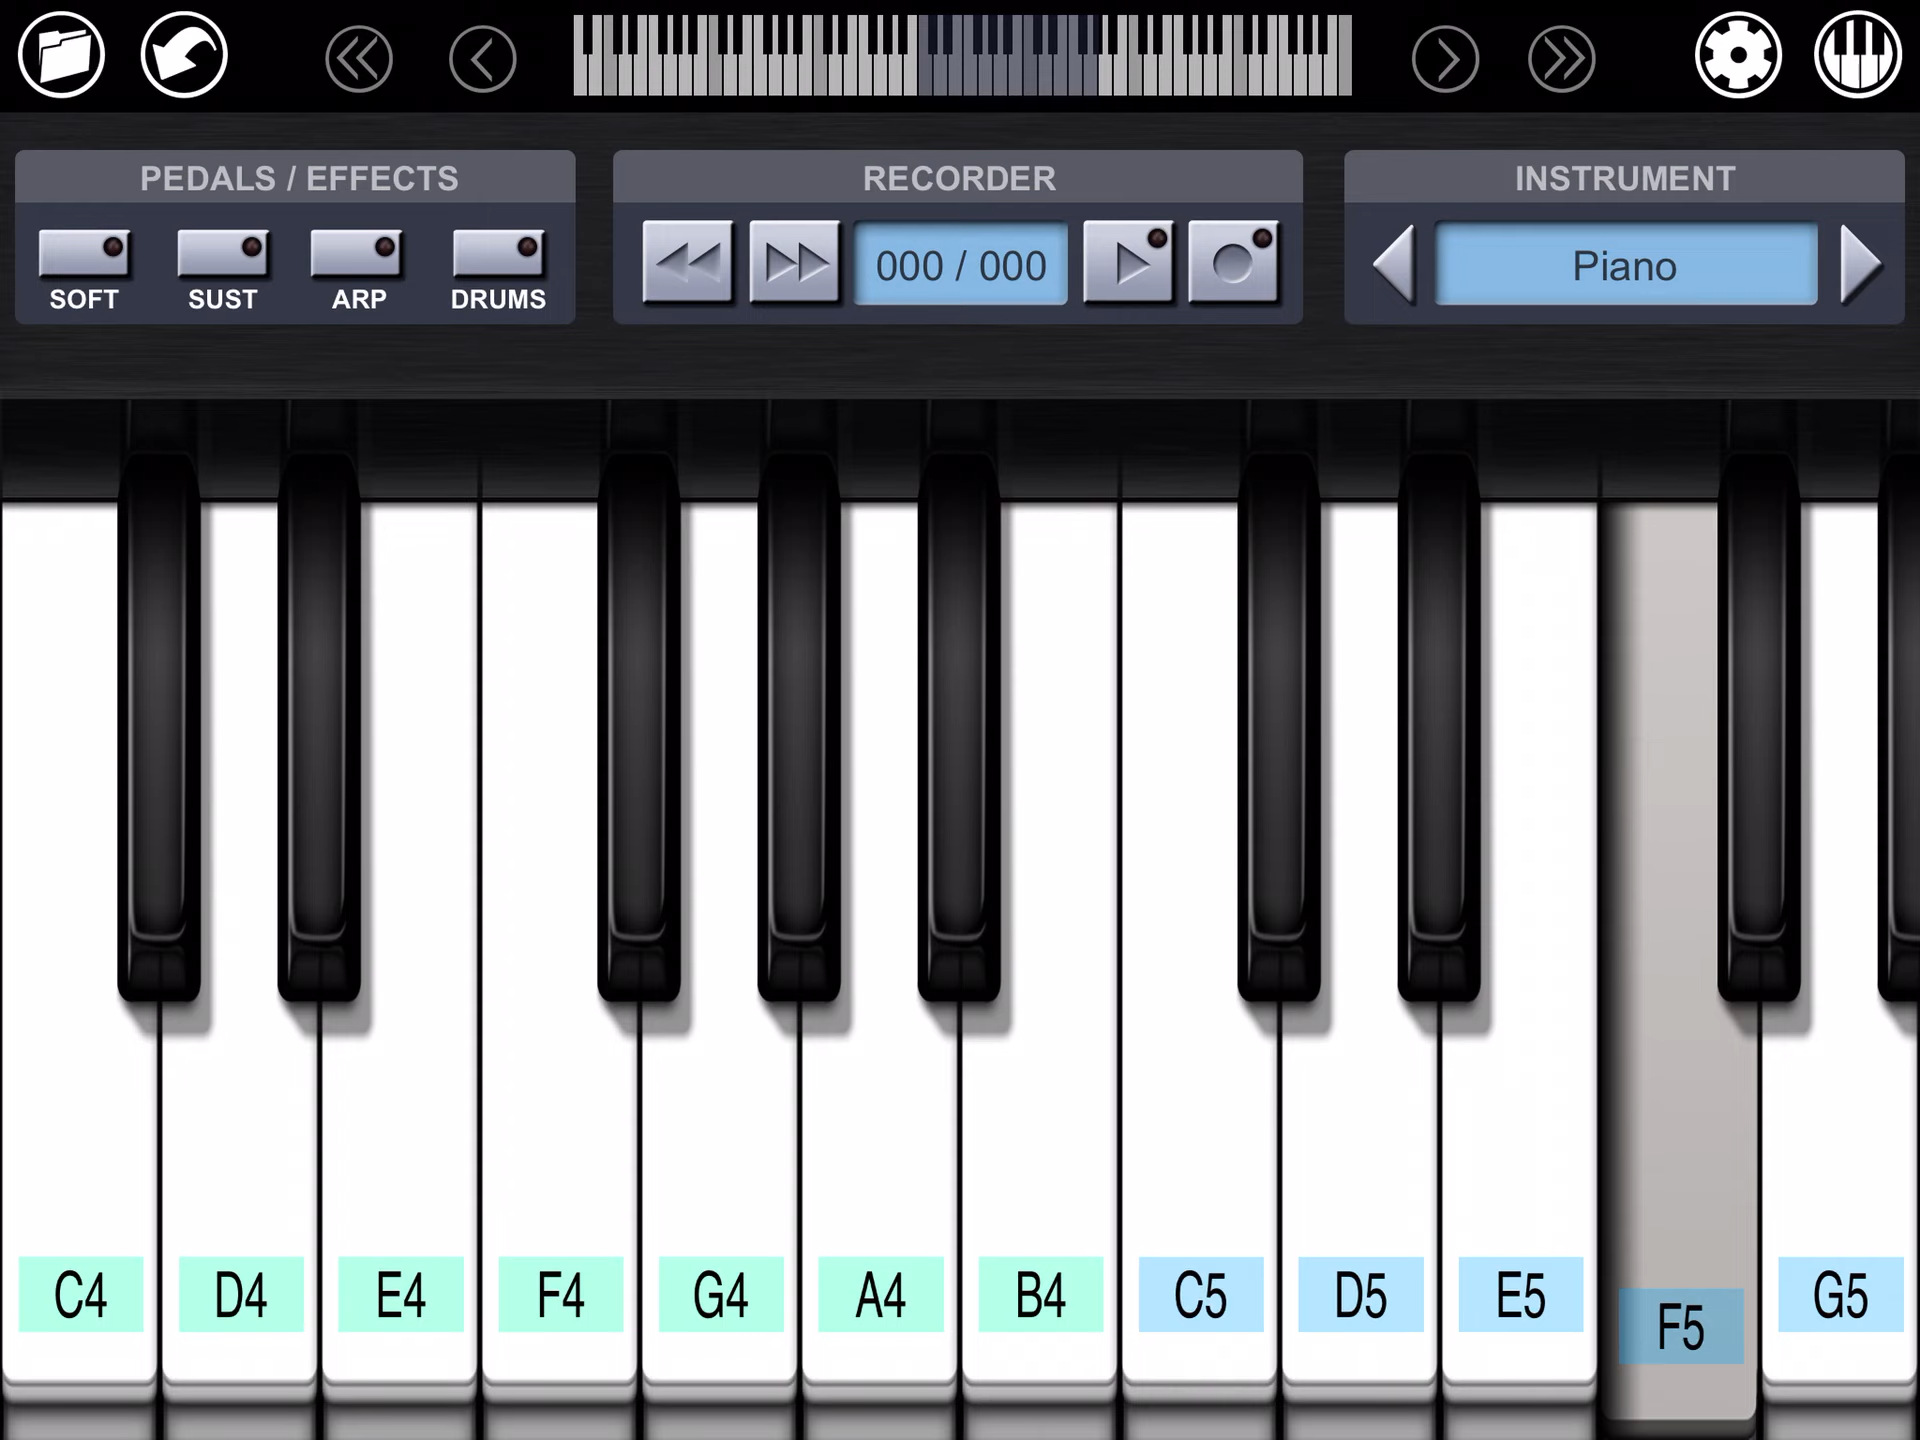 PEDALS / EFFECTS
SOFT SUST ARP DRUMS
RECORDER
000 / 000
INSTRUMENT
Piano
C4 D4 E4 F4 G4 A4 B4 C5 D5 E5 F5 G5